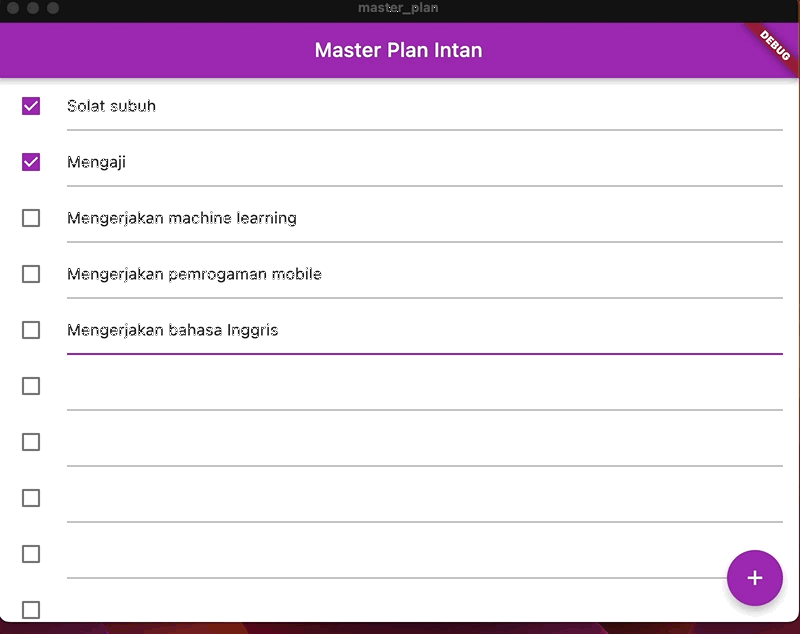 master_plan
Master Plan Intan
DEBUG
Solat subuh
Mengaji
Mengerjakan machine learning
Mengerjakan pemrogaman mobile
Mengerjakan bahasa Inggris
+